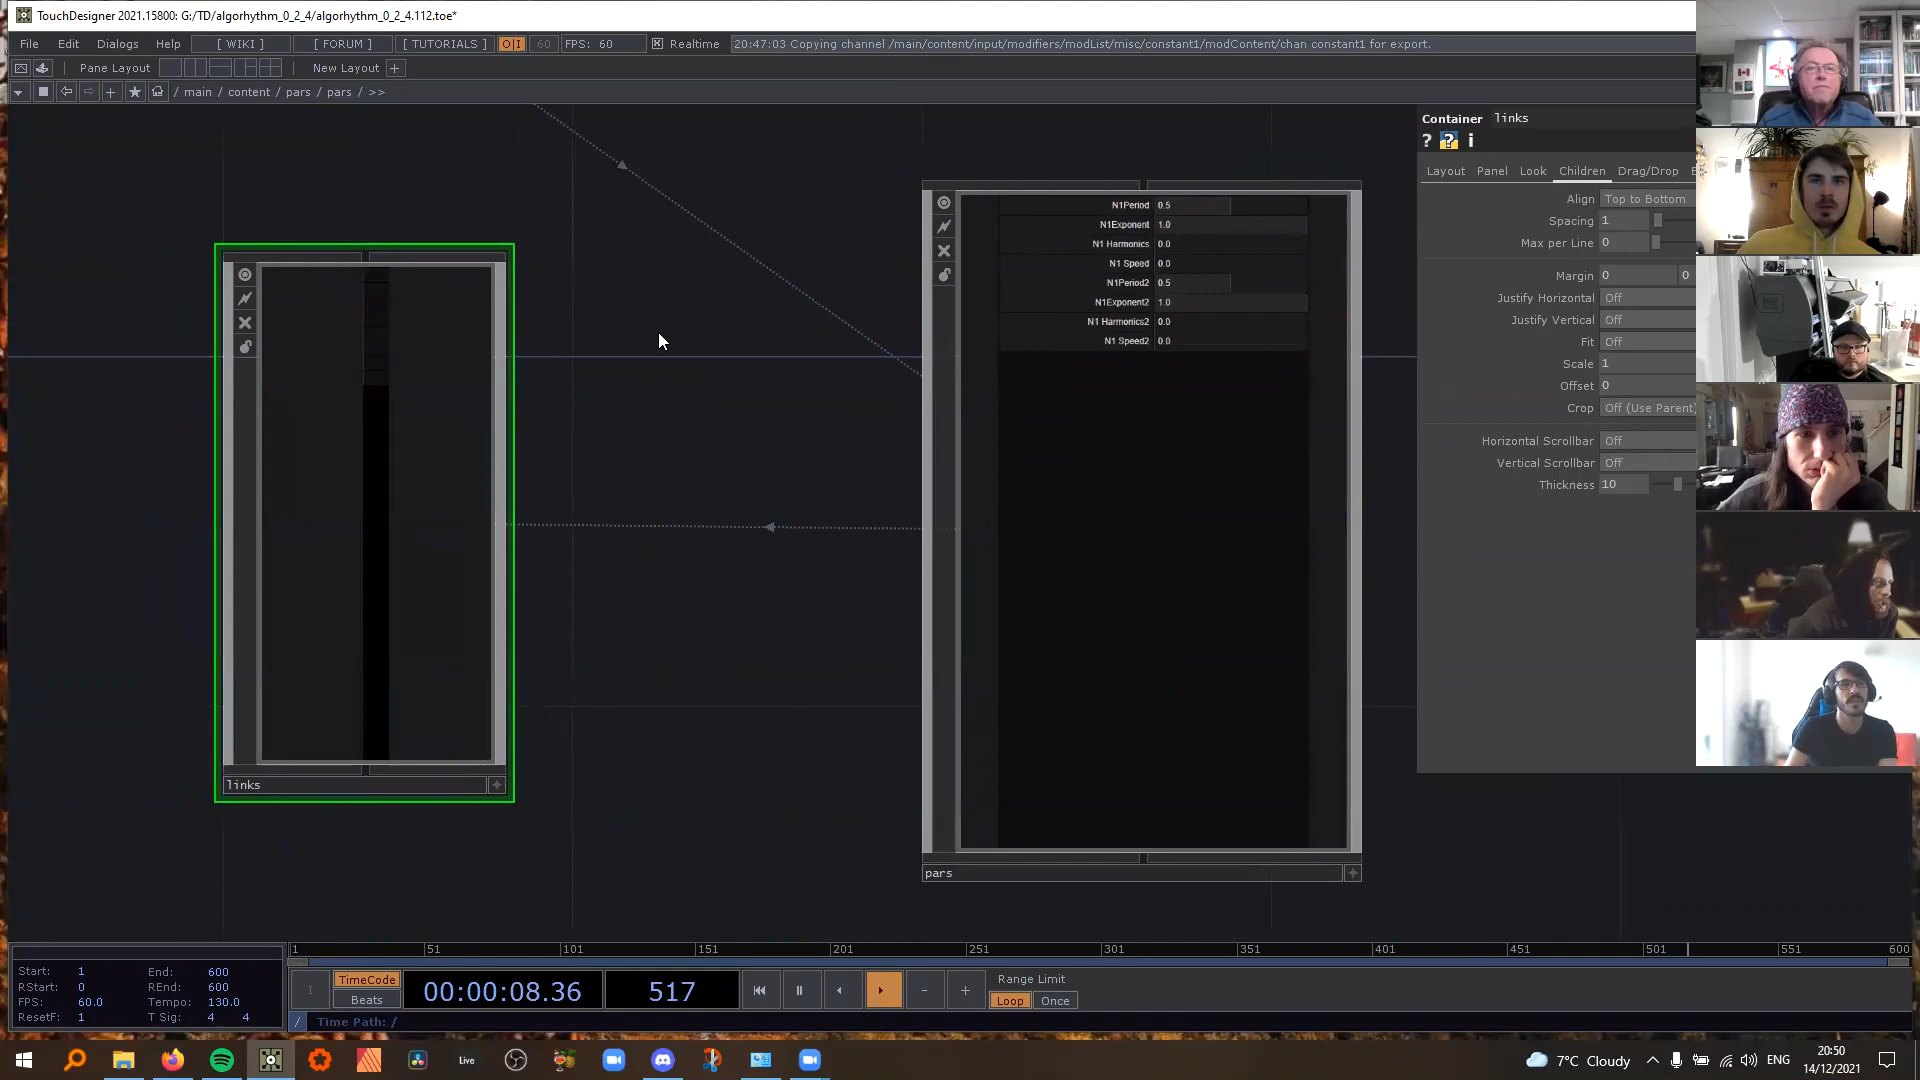 TouchDesigner 2021.15800: G:/TD/algorhythm_0_2_4/algorhythm_0_2_4.112.toe*
File Edit Dialogs Help [ WIKI ] [ FORUM ] [ TUTORIALS ] O|I 60 FPS: 60 Realtime 20:47:03 Copying channel /main/content/input/modifiers/modList/misc/constant1/modContent/chan constant1 for export.
Pane Layout New Layout +
/ main / content / pars / pars / >>
Container links
? ? i
Layout Panel Look Children Drag/Drop
Align Top to Bottom
Spacing 1
Max per Line 0
Margin 0 0
Justify Horizontal Off
Justify Vertical Off
Fit Off
Scale 1
Offset 0
Crop Off (Use Parent)
Horizontal Scrollbar Off
Vertical Scrollbar Off
Thickness 10
N1Period 0.5
N1Exponent 1.0
N1 Harmonics 0.0
N1 Speed 0.0
N1Period2 0.5
N1Exponent2 1.0
N1 Harmonics2 0.0
N1 Speed2 0.0
links
pars
1 51 101 151 201 251 301 351 401 451 501 551 600
Start: 1 End: 600
RStart: 0 REnd: 600
FPS: 60.0 Tempo: 130.0
ResetF: 1 T Sig: 4 4
TimeCode
Beats
00:00:08.36
517
- +
Range Limit
Loop Once
/ Time Path: /
Live
7°C Cloudy
ENG
20:50
14/12/2021